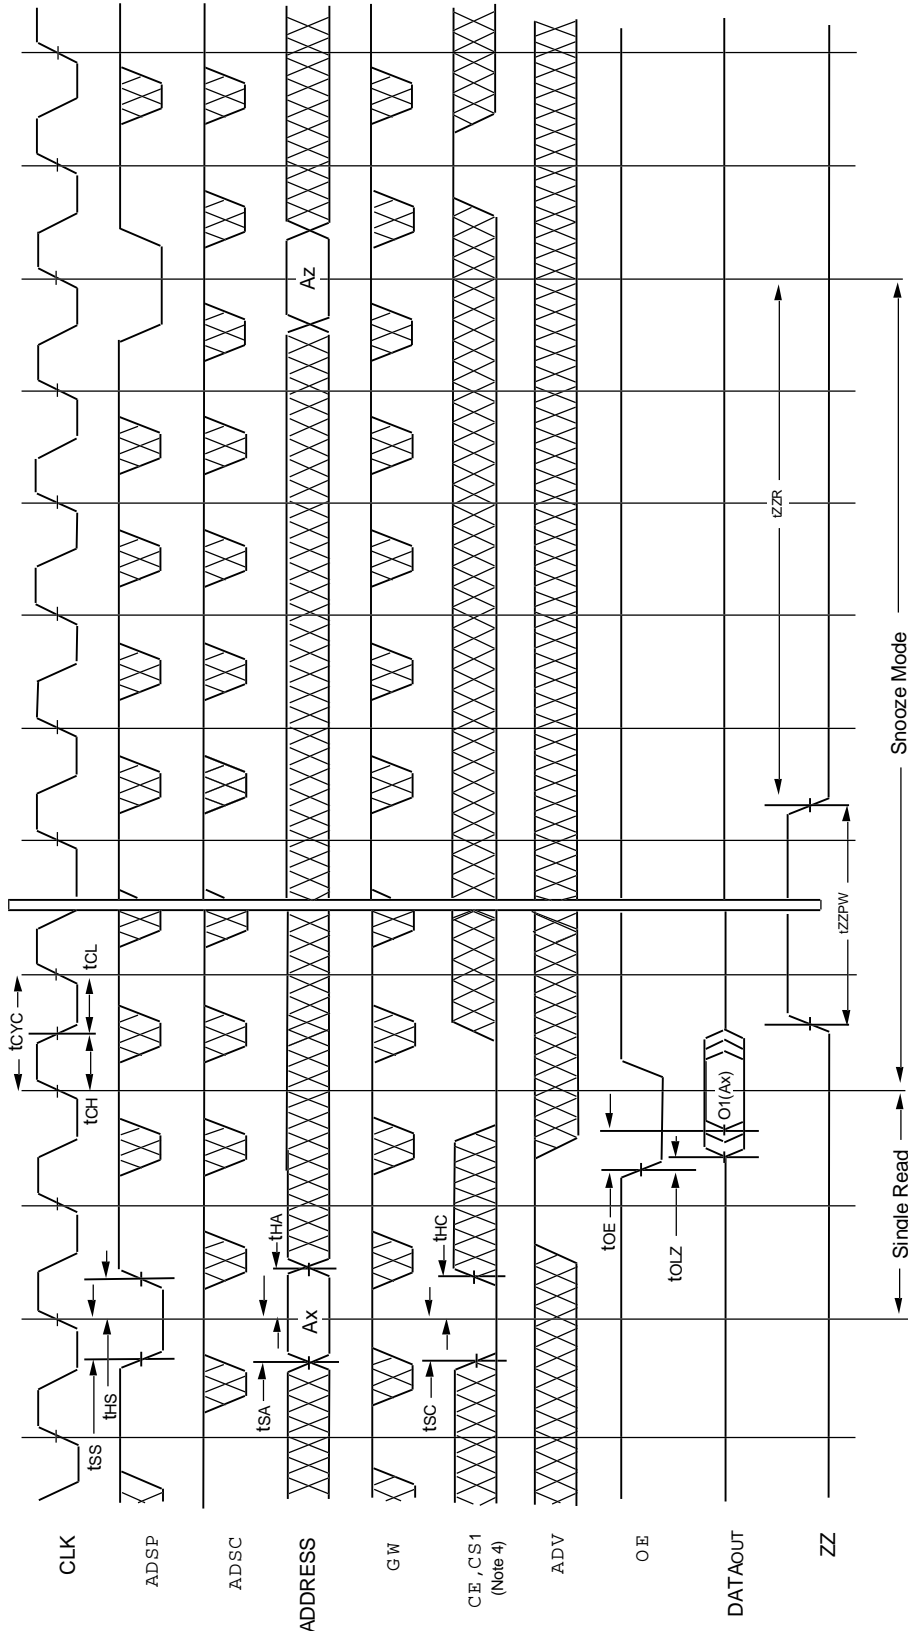 CLK
tSS
tHS
tCYC
tCH
tCL
ADSP
ADSC
ADDRESS
tSA
Ax
tHA
Az
GW
CE,CS1
(Note 4)
tSC
tHC
ADV
OE
tOE
tOLZ
DATAOUT
O1(Ax)
ZZ
tZZPW
tZZR
Single Read
Snooze Mode